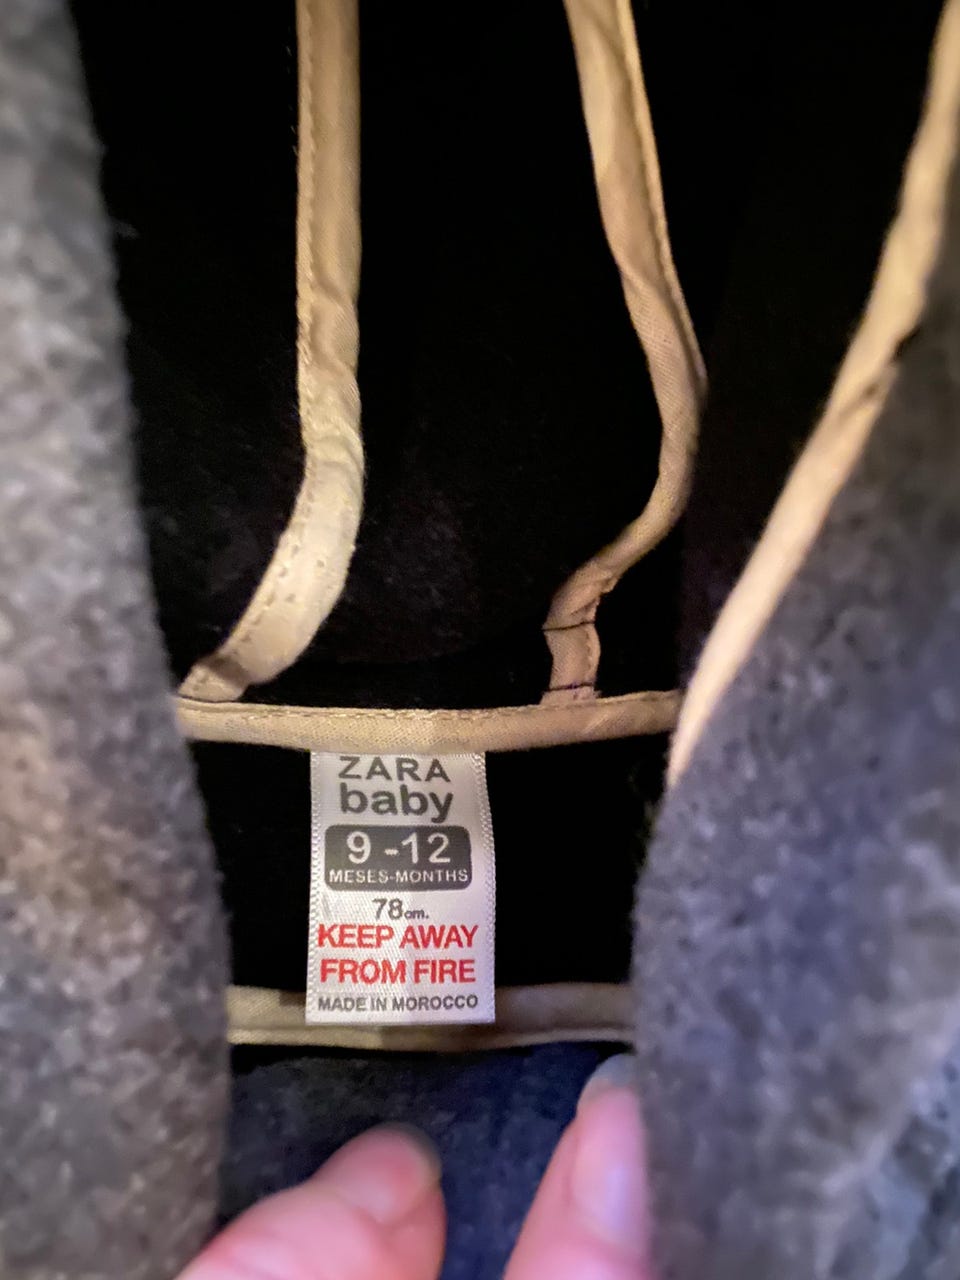 ZARA
baby
9 -12
MESES-MONTHS
78cm.
KEEP AWAY
FROM FIRE
MADE IN MOROCCO